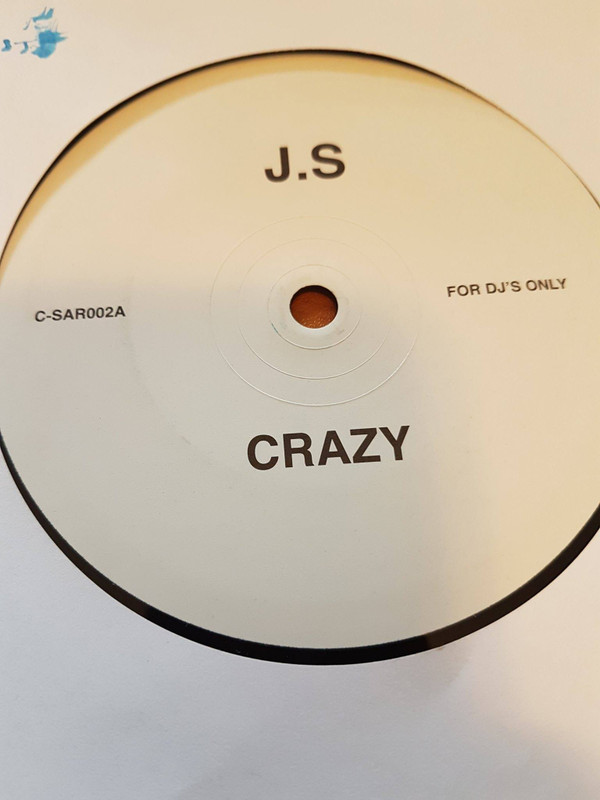 J.S
C-SAR002A
FOR DJ'S ONLY
CRAZY